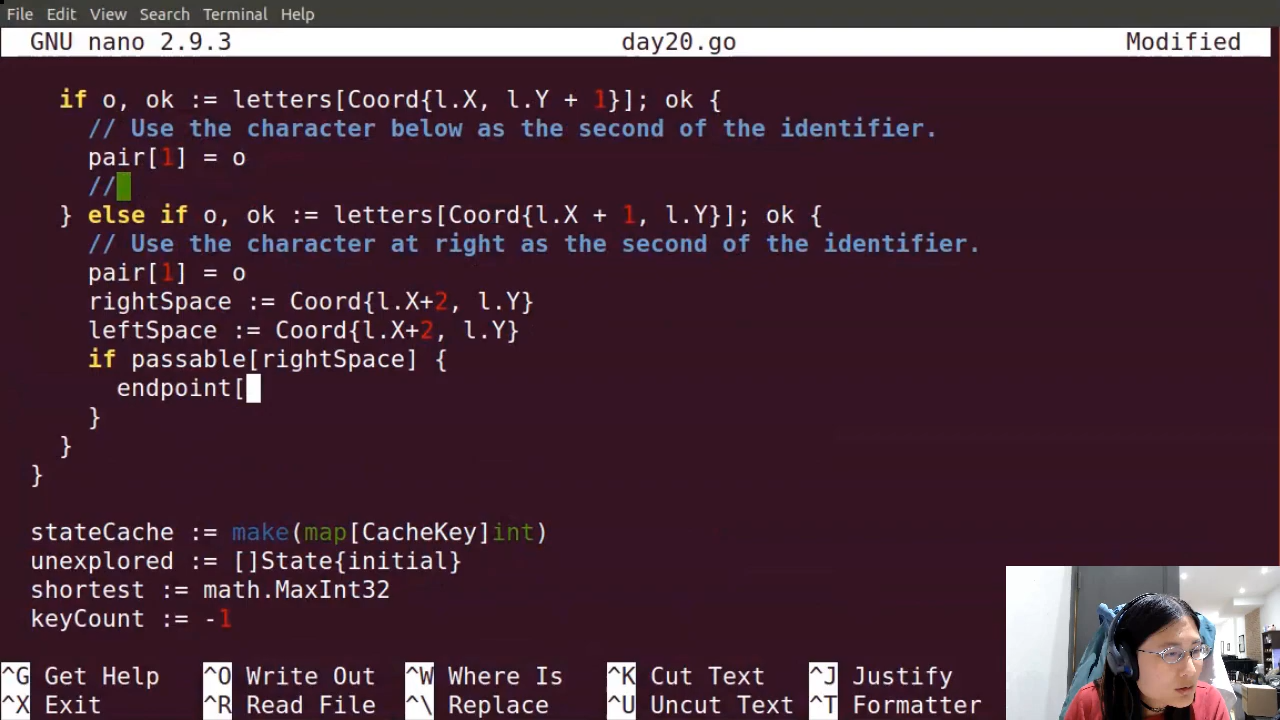 File Edit View Search Terminal Help
GNU nano 2.9.3 day20.go Modified
if o, ok := letters[Coord{l.X, l.Y + 1}]; ok {
// Use the character below as the second of the identifier.
pair[1] = o
//
} else if o, ok := letters[Coord{l.X + 1, l.Y}]; ok {
// Use the character at right as the second of the identifier.
pair[1] = o
rightSpace := Coord{l.X+2, l.Y}
leftSpace := Coord{l.X+2, l.Y}
if passable[rightSpace] {
endpoint[
}
}
}
stateCache := make(map[CacheKey]int)
unexplored := []State{initial}
shortest := math.MaxInt32
keyCount := -1
^G Get Help ^O Write Out ^W Where Is ^K Cut Text ^J Justify
^X Exit ^R Read File ^\ Replace ^U Uncut Text ^T Formatter